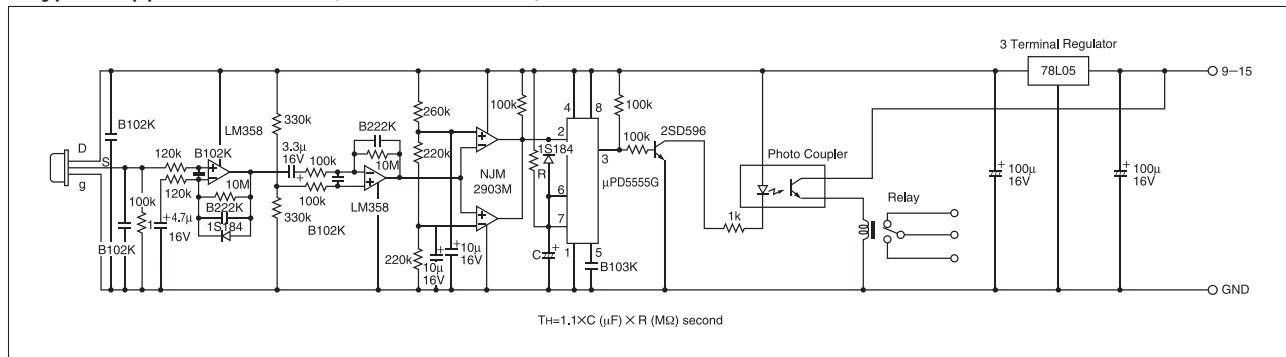 3 Terminal Regulator
78L05
9–15
D
S
g
B102K
LM358
120k
B102K
120k
10M
100k
1
+4.7μ
16V
B222K
1S184
B102K
330k
3.3μ
16V
100k
+
100k
330k
B102K
B222K
10M
LM358
260k
220k
220k
10μ
16V
10μ
16V
NJM
2903M
100k
1S184
R
C
4
8
2
3
6
7
1
5
μPD5555G
B103K
100k
100k
2SD596
Photo Coupler
1k
Relay
100μ
16V
100μ
16V
GND
TH=1.1×C (μF) × R (MΩ) second